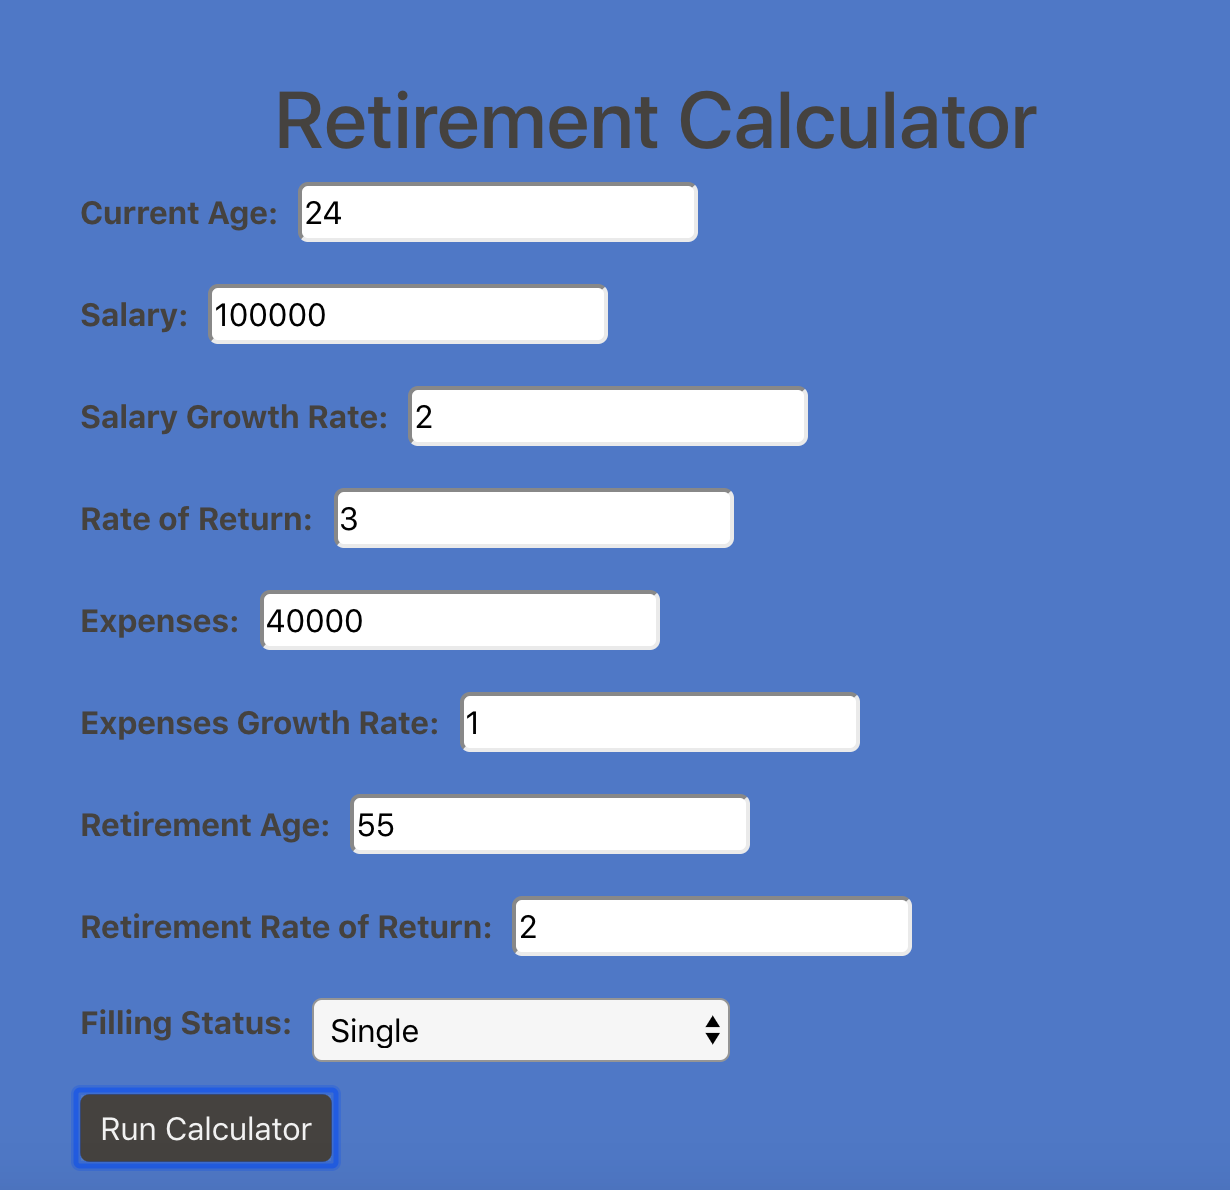 Retirement Calculator
Current Age: 24
Salary: 100000
Salary Growth Rate: 2
Rate of Return: 3
Expenses: 40000
Expenses Growth Rate: 1
Retirement Age: 55
Retirement Rate of Return: 2
Filling Status: Single
Run Calculator